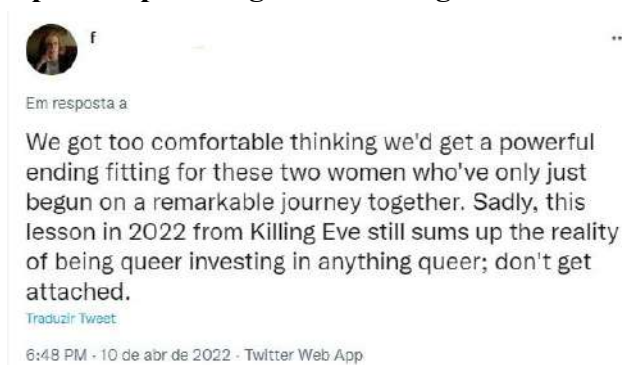 f
Em resposta a
We got too comfortable thinking we'd get a powerful
ending fitting for these two women who've only just
begun on a remarkable journey together. Sadly, this
lesson in 2022 from Killing Eve still sums up the reality
of being queer investing in anything queer; don't get
attached.
Traduzir Tweet
6:48 PM · 10 de abr de 2022 · Twitter Web App